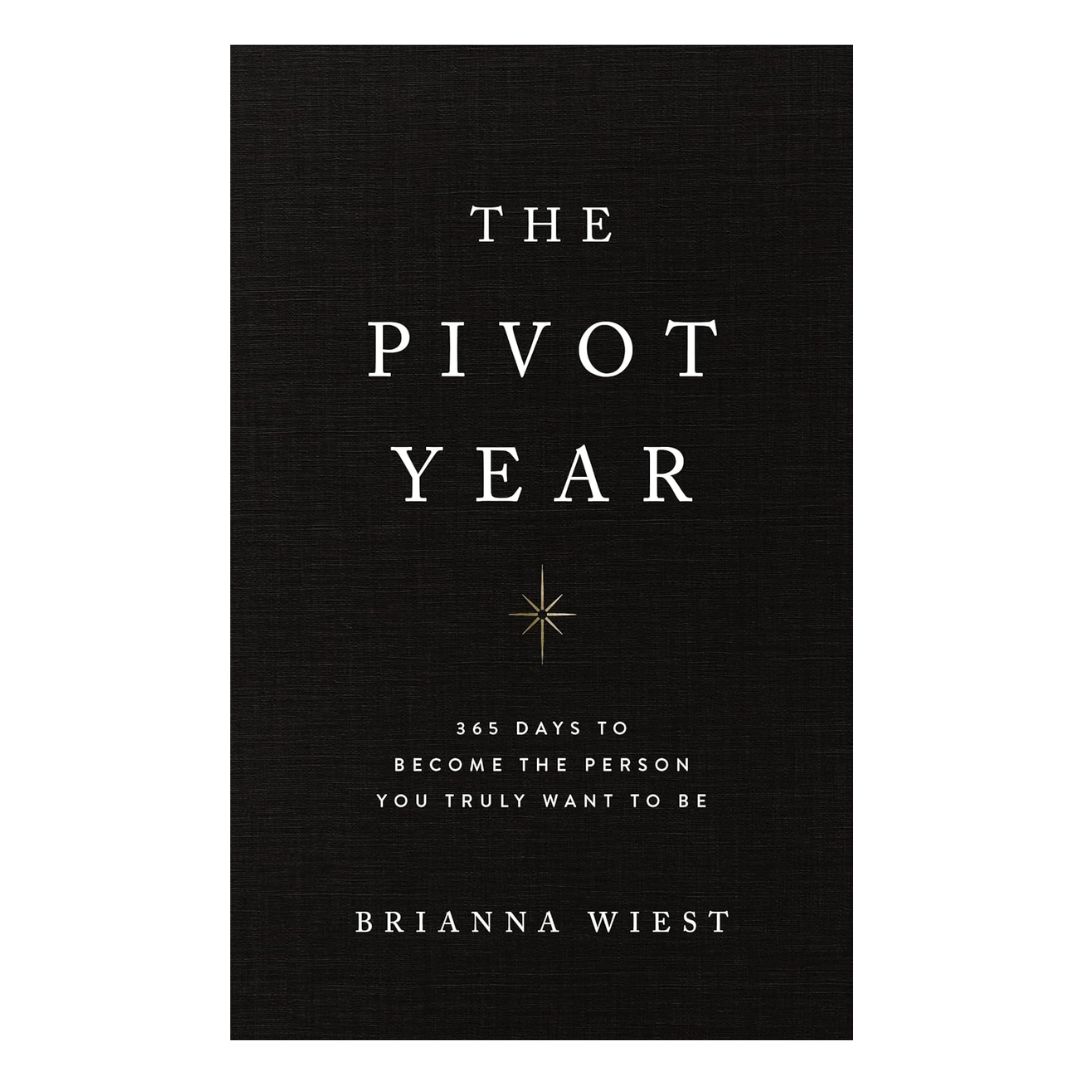 THE
PIVOT
YEAR
365 DAYS TO
BECOME THE PERSON
YOU TRULY WANT TO BE
BRIANNA WIEST